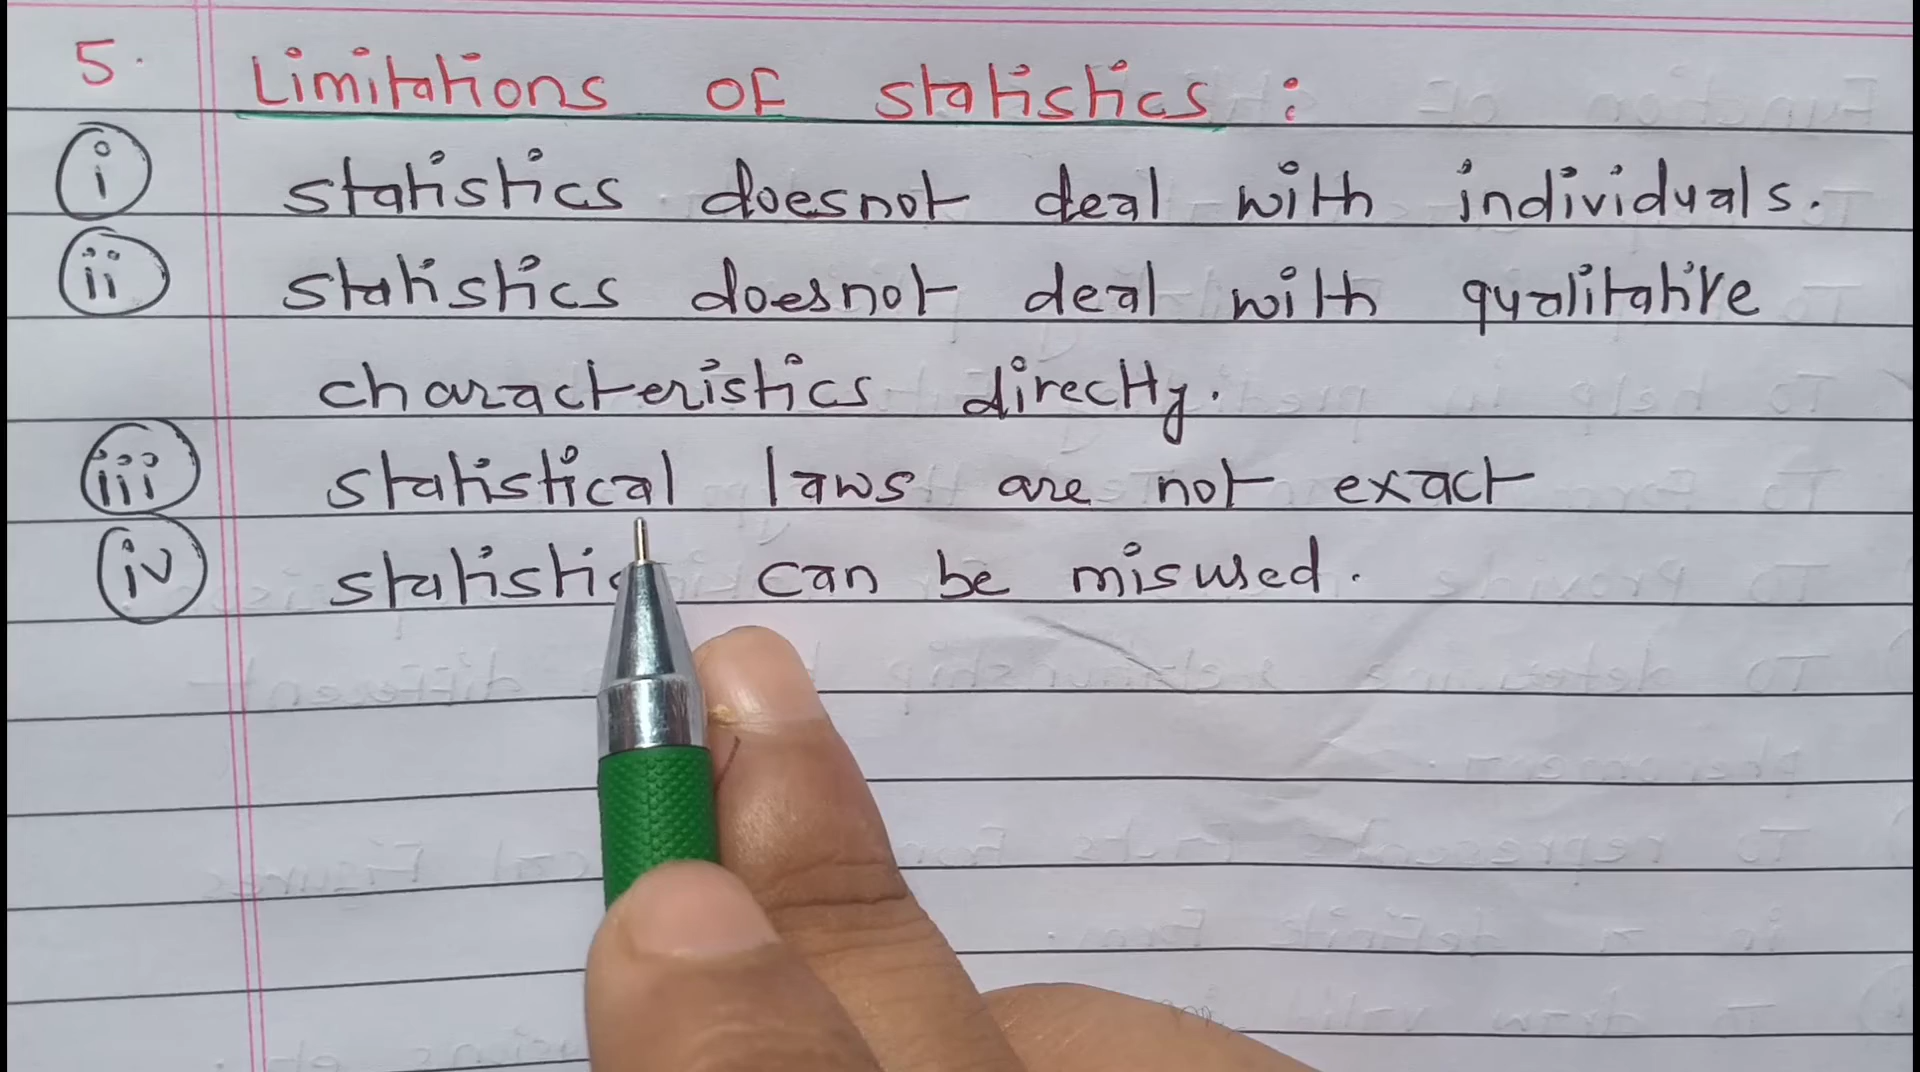 5. Limitations OF statistics :
i statistics doesnot deal with individuals.
ii statistics doesnot deal with qualitative
characteristics directly.
iii statistical laws are not exact
iv statistic can be misused.